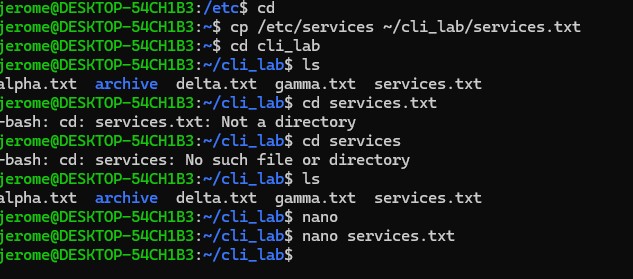 jerome@DESKTOP-54CH1B3:/etc$ cd
jerome@DESKTOP-54CH1B3:~$ cp /etc/services ~/cli_lab/services.txt
jerome@DESKTOP-54CH1B3:~$ cd cli_lab
jerome@DESKTOP-54CH1B3:~/cli_lab$ ls
alpha.txt  archive  delta.txt  gamma.txt  services.txt
jerome@DESKTOP-54CH1B3:~/cli_lab$ cd services.txt
-bash: cd: services.txt: Not a directory
jerome@DESKTOP-54CH1B3:~/cli_lab$ cd services
-bash: cd: services: No such file or directory
jerome@DESKTOP-54CH1B3:~/cli_lab$ ls
alpha.txt  archive  delta.txt  gamma.txt  services.txt
jerome@DESKTOP-54CH1B3:~/cli_lab$ nano
jerome@DESKTOP-54CH1B3:~/cli_lab$ nano services.txt
jerome@DESKTOP-54CH1B3:~/cli_lab$